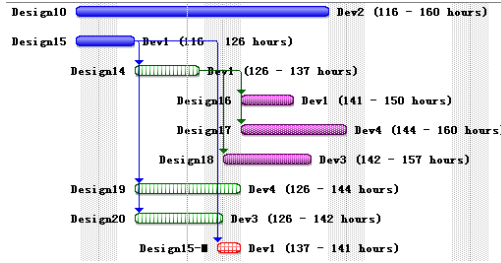 Design10 Dev2 (116 - 160 hours)
Design15 Dev1 (116 - 126 hours)
Design14 Dev1 (126 - 137 hours)
Design16 Dev1 (141 - 150 hours)
Design17 Dev4 (144 - 160 hours)
Design18 Dev3 (142 - 157 hours)
Design19 Dev4 (126 - 144 hours)
Design20 Dev3 (126 - 142 hours)
Design15-■ Dev1 (137 - 141 hours)